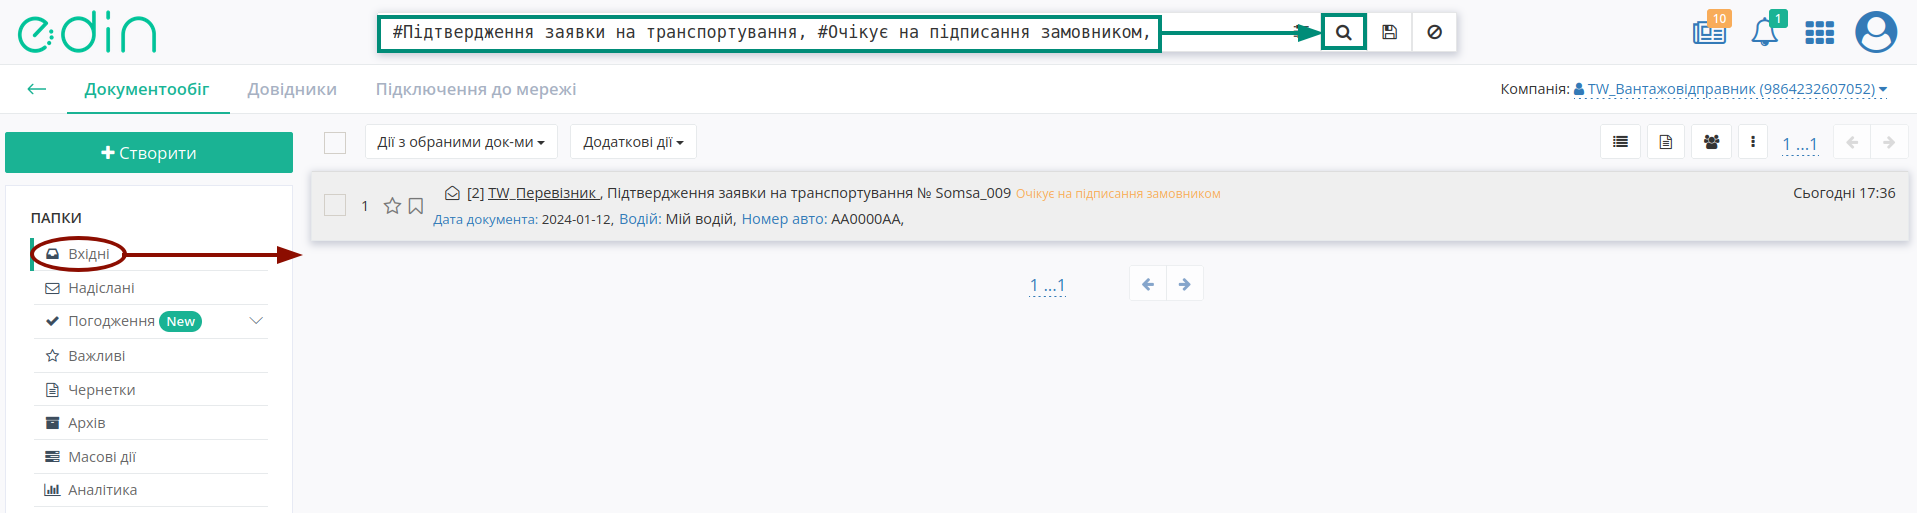 edin
#Підтвердження заявки на транспортування, #Очікує на підписання замовником,
10
1
Документообіг Довідники Підключення до мережі
Компанія: TW_Вантажовідправник (9864232607052)
Створити
Дії з обраними док-ми Додаткові дії
1 ...1
ПАПКИ
Вхідні
Надіслані
Погодження New
Важливі
Чернетки
Архів
Масові дії
Аналітика
1 [2] TW_Перевізник , Підтвердження заявки на транспортування № Somsa_009 Очікує на підписання замовником Сьогодні 17:36
Дата документа: 2024-01-12, Водій: Мій водій, Номер авто: АА0000АА,
1 ...1